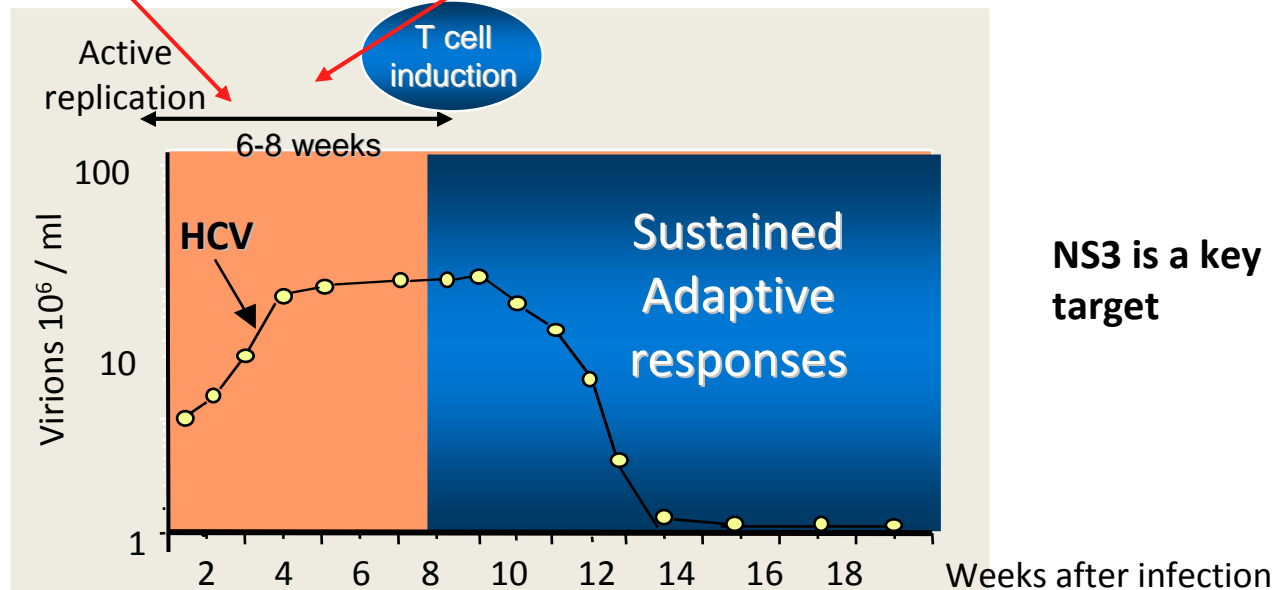 T cell
induction
Active
replication
6-8 weeks
100
10
1
Virions 10⁶ / ml
HCV
Sustained
Adaptive
responses
NS3 is a key
target
2 4 6 8 10 12 14 16 18
Weeks after infection